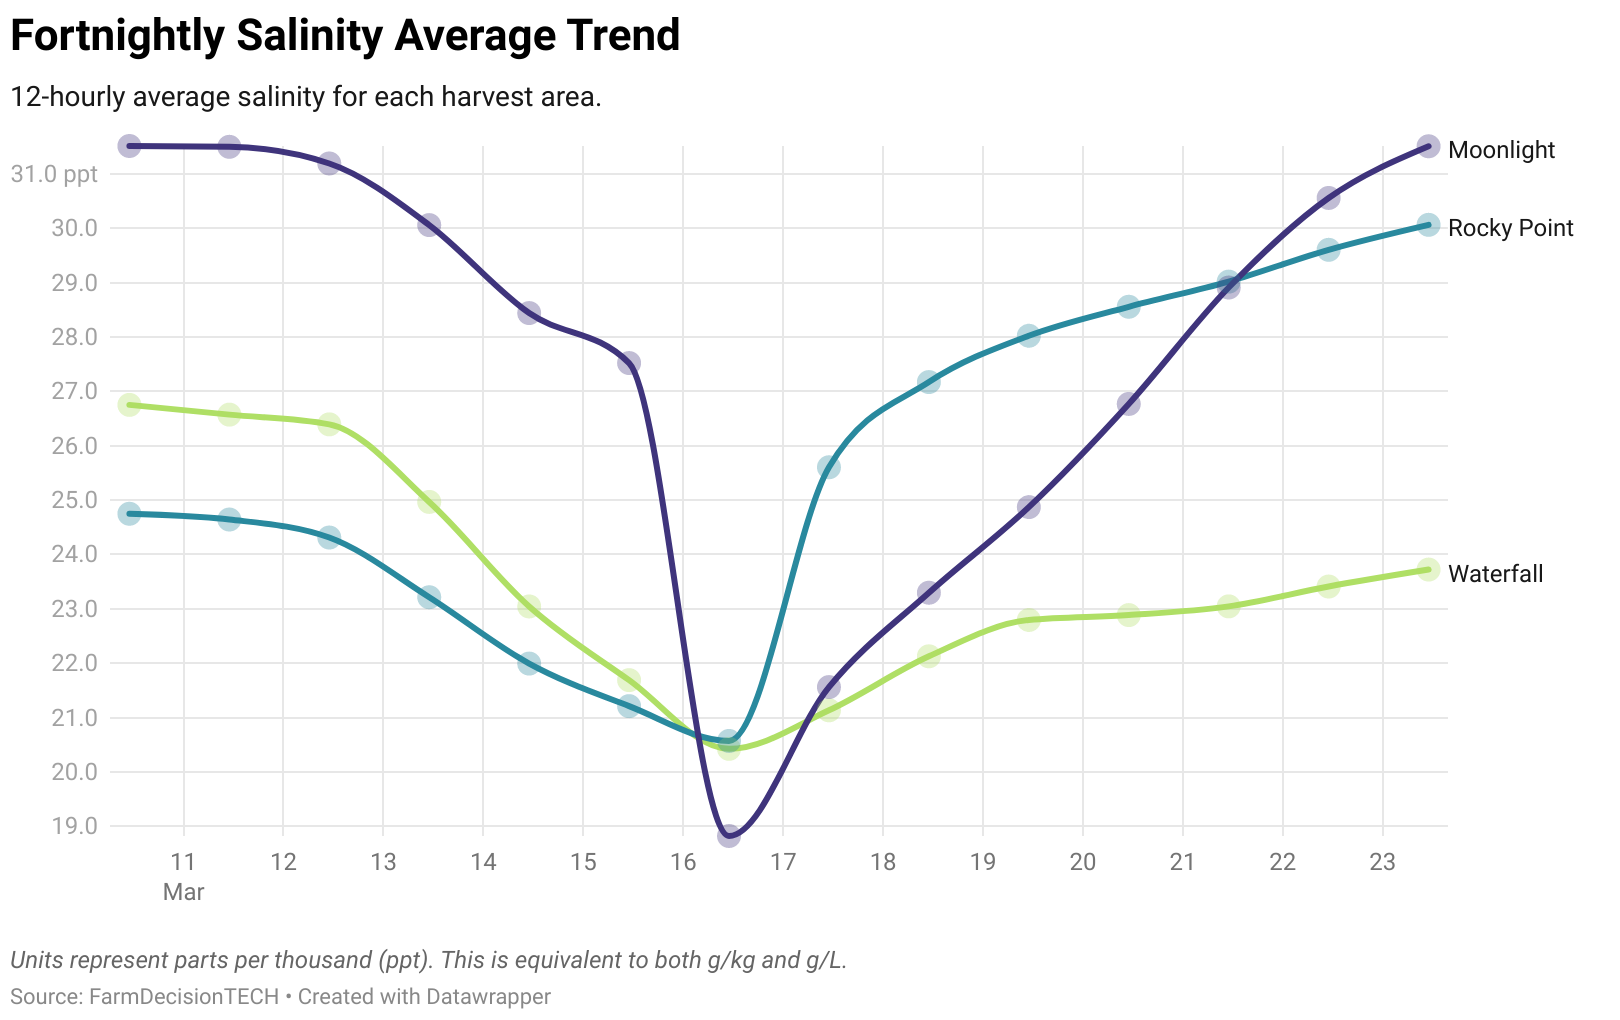 Fortnightly Salinity Average Trend
12-hourly average salinity for each harvest area.
31.0 ppt
30.0
29.0
28.0
27.0
26.0
25.0
24.0
23.0
22.0
21.0
20.0
19.0
Moonlight
Rocky Point
Waterfall
11 12 13 14 15 16 17 18 19 20 21 22 23
Mar
Units represent parts per thousand (ppt). This is equivalent to both g/kg and g/L.
Source: FarmDecisionTECH • Created with Datawrapper